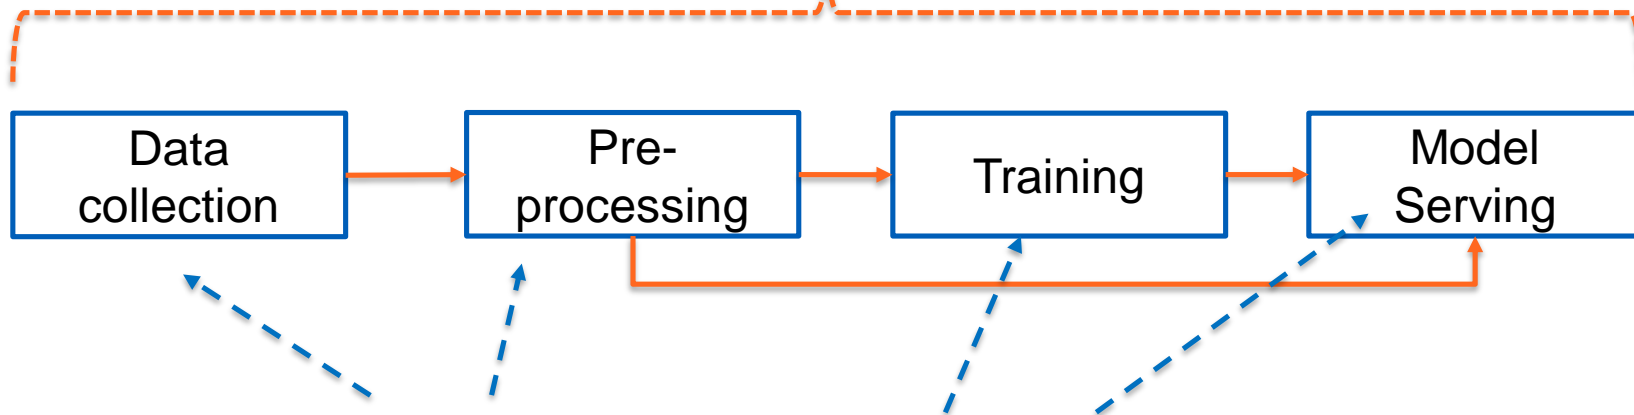 Data
collection
Pre-
processing
Training
Model
Serving